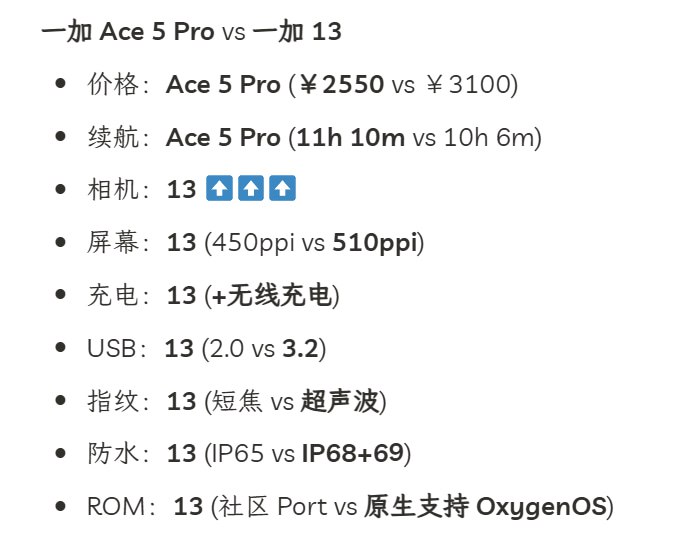 一加 Ace 5 Pro vs 一加 13
• 价格：Ace 5 Pro (￥2550 vs ￥3100)
• 续航：Ace 5 Pro (11h 10m vs 10h 6m)
• 相机：13 ⬆️⬆️⬆️
• 屏幕：13 (450ppi vs 510ppi)
• 充电：13 (+无线充电)
• USB：13 (2.0 vs 3.2)
• 指纹：13 (短焦 vs 超声波)
• 防水：13 (IP65 vs IP68+69)
• ROM：13 (社区 Port vs 原生支持 OxygenOS)